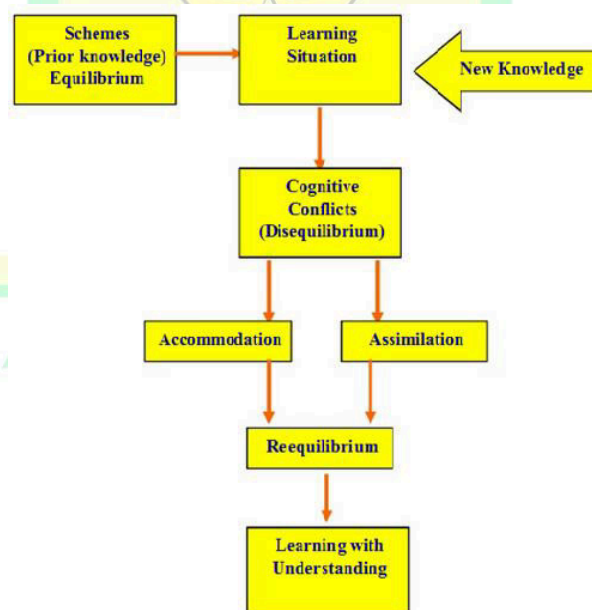 Schemes
(Prior knowledge)
Equilibrium
Learning
Situation
New Knowledge
Cognitive
Conflicts
(Disequilibrium)
Accommodation
Assimilation
Reequilibrium
Learning with
Understanding